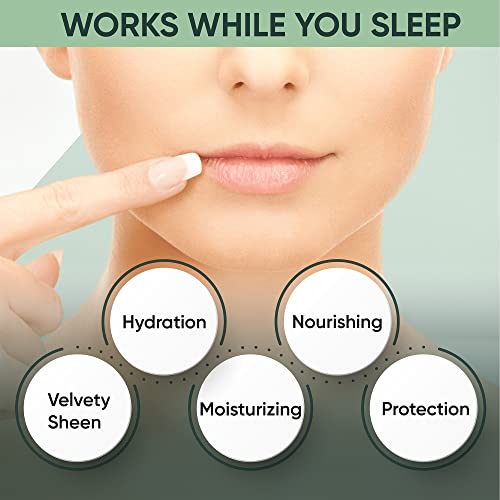 WORKS WHILE YOU SLEEP
Hydration
Nourishing
Velvety
Sheen
Moisturizing
Protection